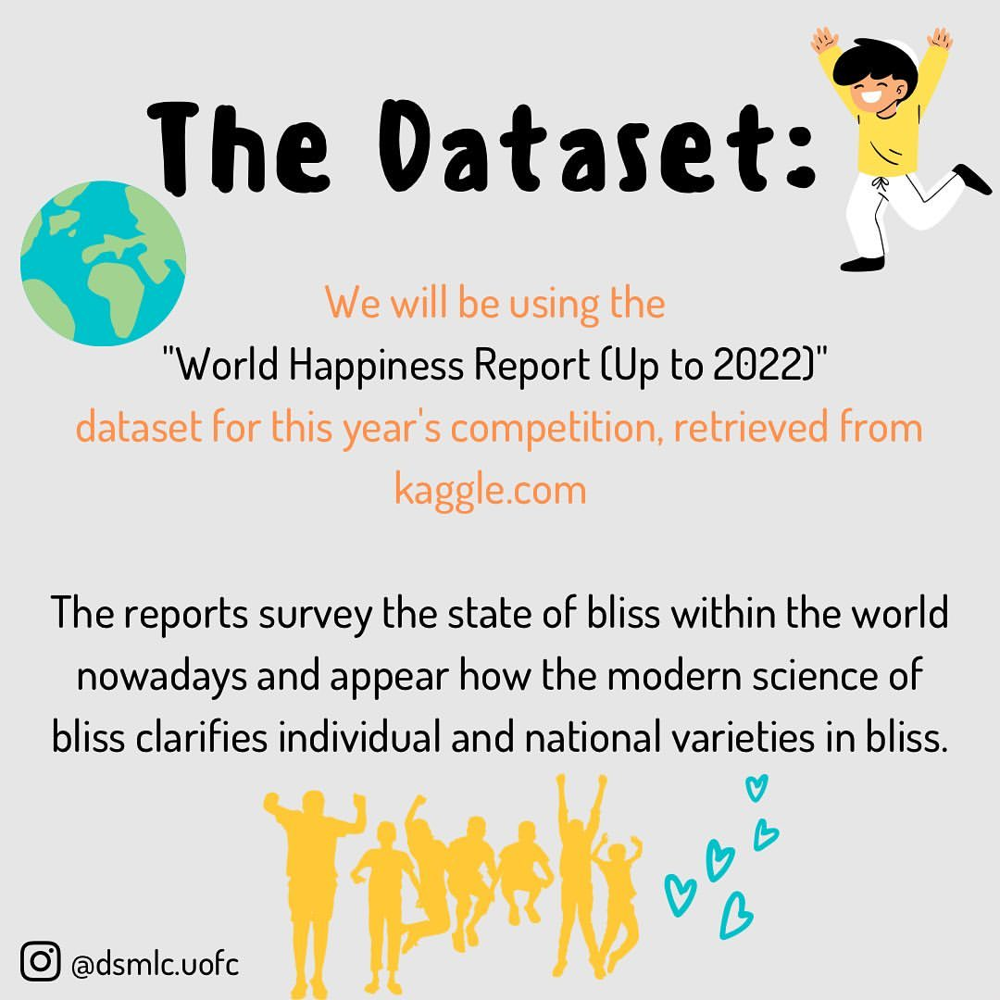 The Dataset:
We will be using the
"World Happiness Report (Up to 2022)"
dataset for this year's competition, retrieved from
kaggle.com
The reports survey the state of bliss within the world
nowadays and appear how the modern science of
bliss clarifies individual and national varieties in bliss.
@dsmlc.uofc